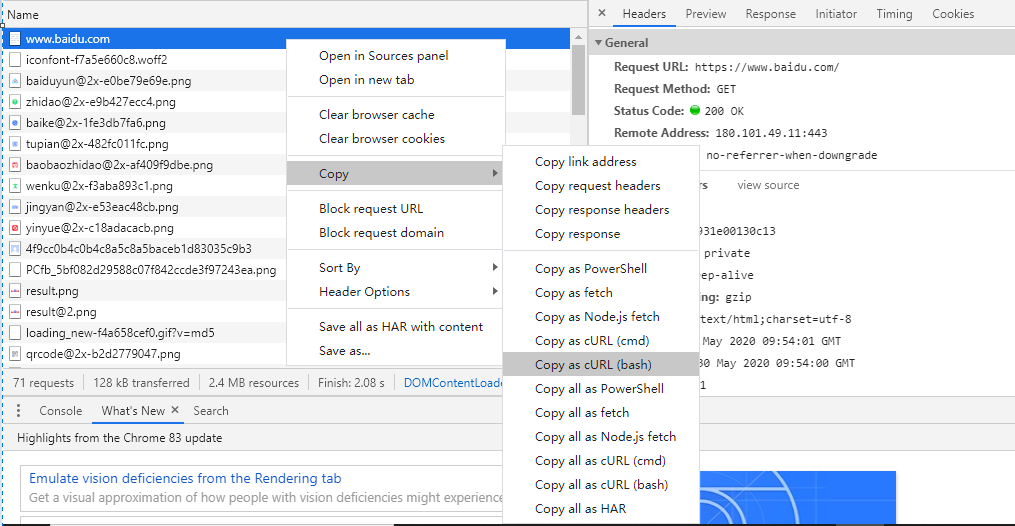 Name
www.baidu.com
iconfont-f7a5e660c8.woff2
baiduyun@2x-e0be79e69e.png
zhidao@2x-e9b427ecc4.png
baike@2x-1fe3db7fa6.png
tupian@2x-482fc011fc.png
baobaozhidao@2x-af409f9dbe.png
wenku@2x-f3aba893c1.png
jingyan@2x-e53eac48cb.png
yinyue@2x-c18adacacb.png
4f9cc0b4c0b4c8a5c8a5baceb1d83035c9b3
PCfb_5bf082d29588c07f842ccde3f97243ea.png
result.png
result@2.png
loading_new-f4a658cef0.gif?v=md5
qrcode@2x-b2d2779047.png
71 requests
128 kB transferred
2.4 MB resources
Finish: 2.08 s
DOMContentLoade
Open in Sources panel
Open in new tab
Clear browser cache
Clear browser cookies
Copy
Block request URL
Block request domain
Sort By
Header Options
Save all as HAR with content
Save as...
Copy link address
Copy request headers
Copy response headers
Copy response
Copy as PowerShell
Copy as fetch
Copy as Node.js fetch
Copy as cURL (cmd)
Copy as cURL (bash)
Copy all as PowerShell
Copy all as fetch
Copy all as Node.js fetch
Copy all as cURL (cmd)
Copy all as cURL (bash)
Copy all as HAR
× Headers Preview Response Initiator Timing Cookies
General
Request URL: https://www.baidu.com/
Request Method: GET
Status Code: 200 OK
Remote Address: 180.101.49.11:443
no-referrer-when-downgrade
rs view source
931e00130c13
private
eep-alive
ng: gzip
text/html;charset=utf-8
May 2020 09:54:01 GMT
30 May 2020 09:54:00 GMT
1
Console What's New × Search
Highlights from the Chrome 83 update
Emulate vision deficiencies from the Rendering tab
Get a visual approximation of how people with vision deficiencies might experience